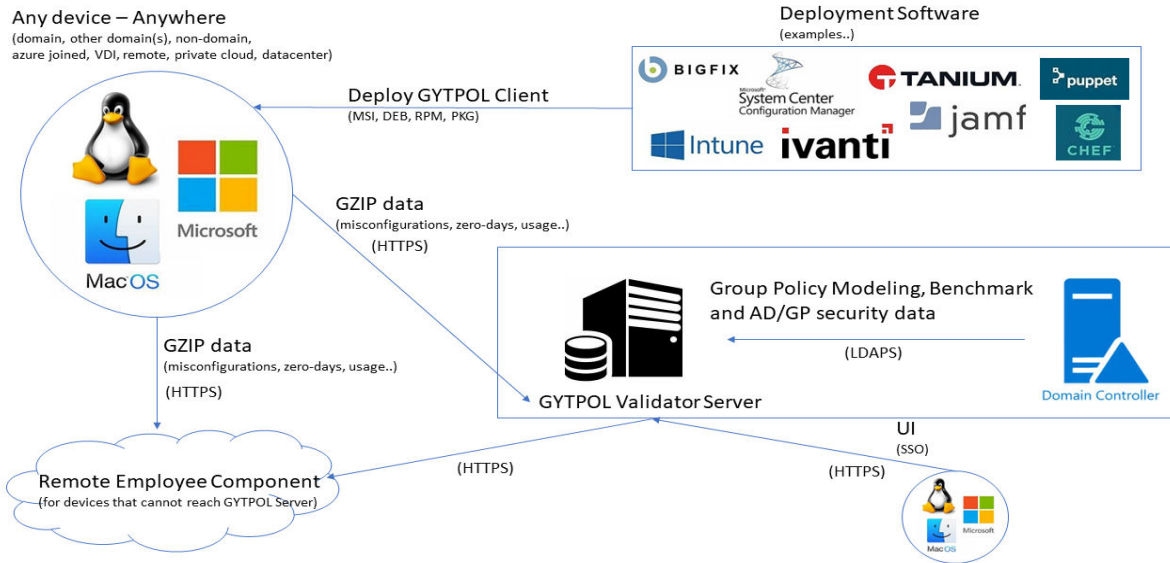 Any device – Anywhere
(domain, other domain(s), non-domain,
azure joined, VDI, remote, private cloud, datacenter)
Deployment Software
(examples..)
BIGFIX
Microsoft
System Center
Configuration Manager
TANIUM.
puppet
Intune
ivanti
jamf
CHEF
Deploy GYTPOL Client
(MSI, DEB, RPM, PKG)
Microsoft
MacOS
GZIP data
(misconfigurations, zero-days, usage..)
(HTTPS)
Group Policy Modeling, Benchmark
and AD/GP security data
(LDAPS)
GYTPOL Validator Server
Domain Controller
GZIP data
(misconfigurations, zero-days, usage..)
(HTTPS)
Remote Employee Component
(for devices that cannot reach GYTPOL Server)
(HTTPS)
UI
(SSO)
(HTTPS)
Microsoft
MacOS